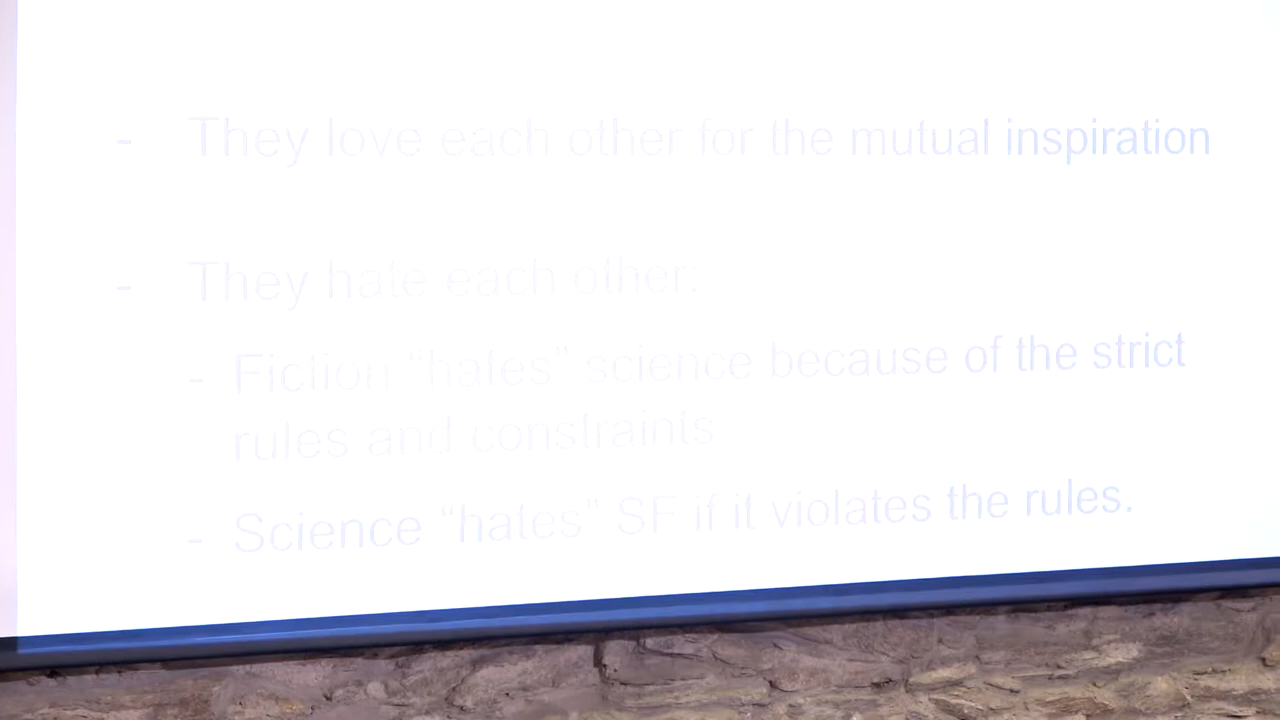 - They love each other for the mutual inspiration
- They hate each other:
- Fiction “hates” science because of the strict
rules and constraints
- Science “hates” SF if it violates the rules.